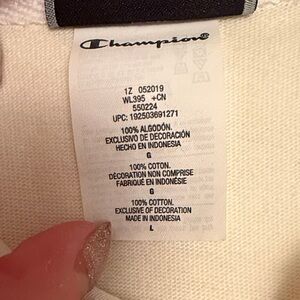 Champion
1Z 052019
WL395 +CN
550224
UPC: 192503691271
100% ALGODÓN.
EXCLUSIVO DE DECORACIÓN
HECHO EN INDONESIA
G
100% COTON.
DÉCORATION NON COMPRISE
FABRIQUÉ EN INDONÉSIE
G
100% COTTON.
EXCLUSIVE OF DECORATION
MADE IN INDONESIA
L